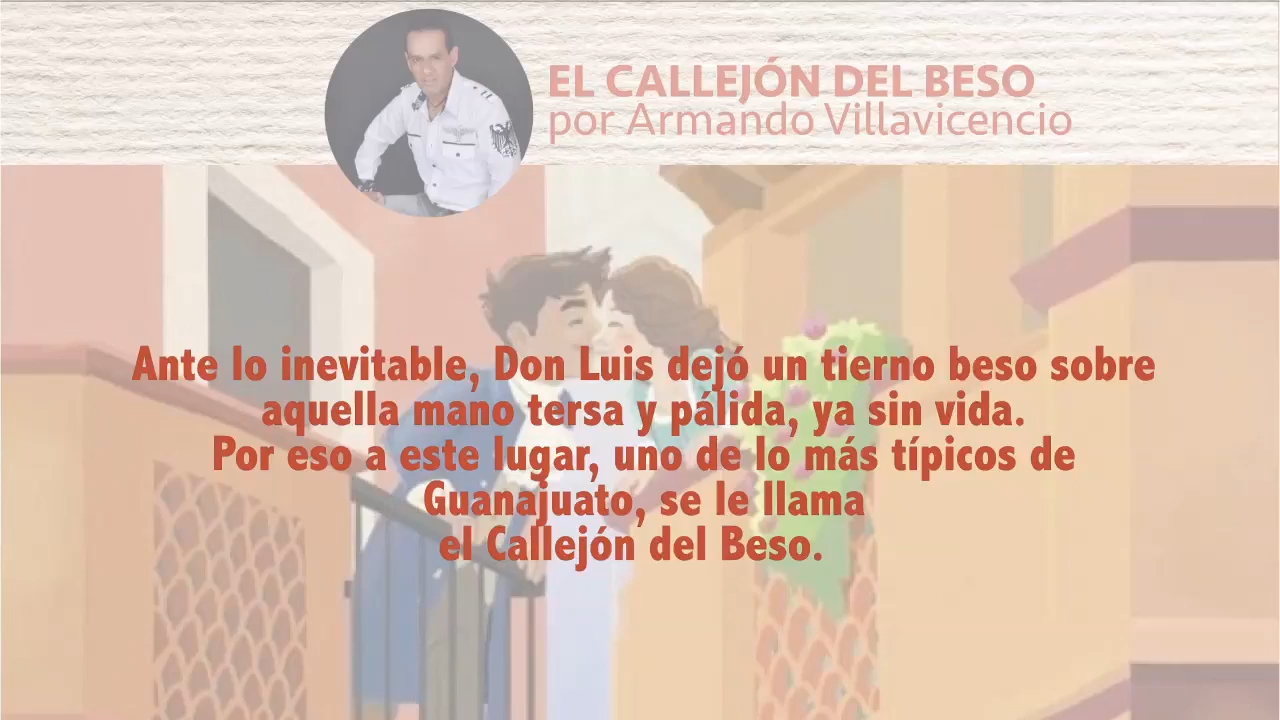 EL CALLEJÓN DEL BESO
por Armando Villavicencio
Ante lo inevitable, Don Luis dejó un tierno beso sobre
aquella mano tersa y pálida, ya sin vida.
Por eso a este lugar, uno de lo más típicos de
Guanajuato, se le llama
el Callejón del Beso.